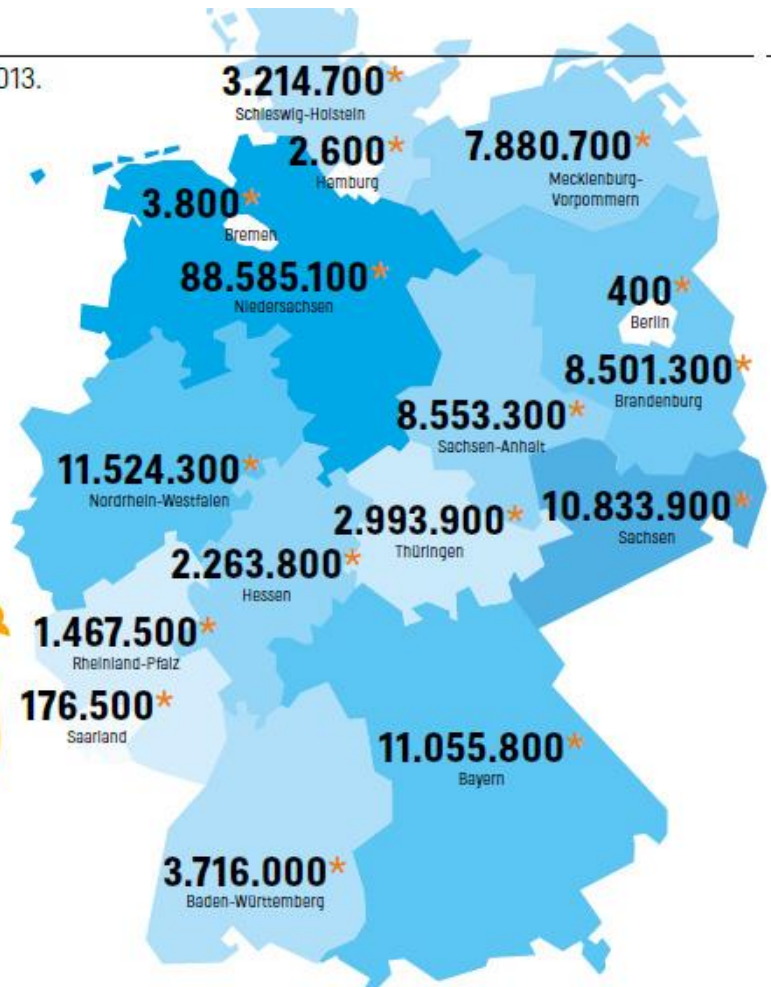 013.
3.214.700*
Schleswig-Holstein
2.600*
Hamburg
7.880.700*
Mecklenburg-
Vorpommern
3.800*
Bremen
88.585.100*
Niedersachsen
400*
Berlin
8.501.300*
Brandenburg
8.553.300*
Sachsen-Anhalt
11.524.300*
Nordrhein-Westfalen
2.993.900*
Thüringen
10.833.900*
Sachsen
2.263.800*
Hessen
1.467.500*
Rheinland-Pfalz
176.500*
Saarland
11.055.800*
Bayern
3.716.000*
Baden-Württemberg